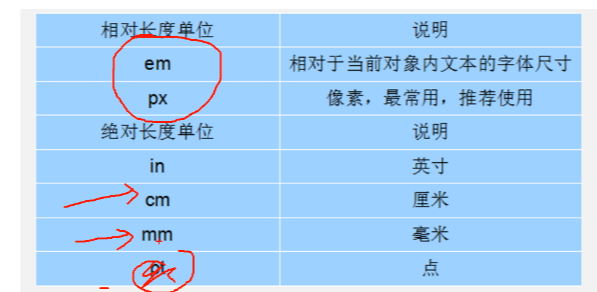 相对长度单位 说明
em 相对于当前对象内文本的字体尺寸
px 像素，最常用，推荐使用
绝对长度单位 说明
in 英寸
cm 厘米
mm 毫米
pt 点